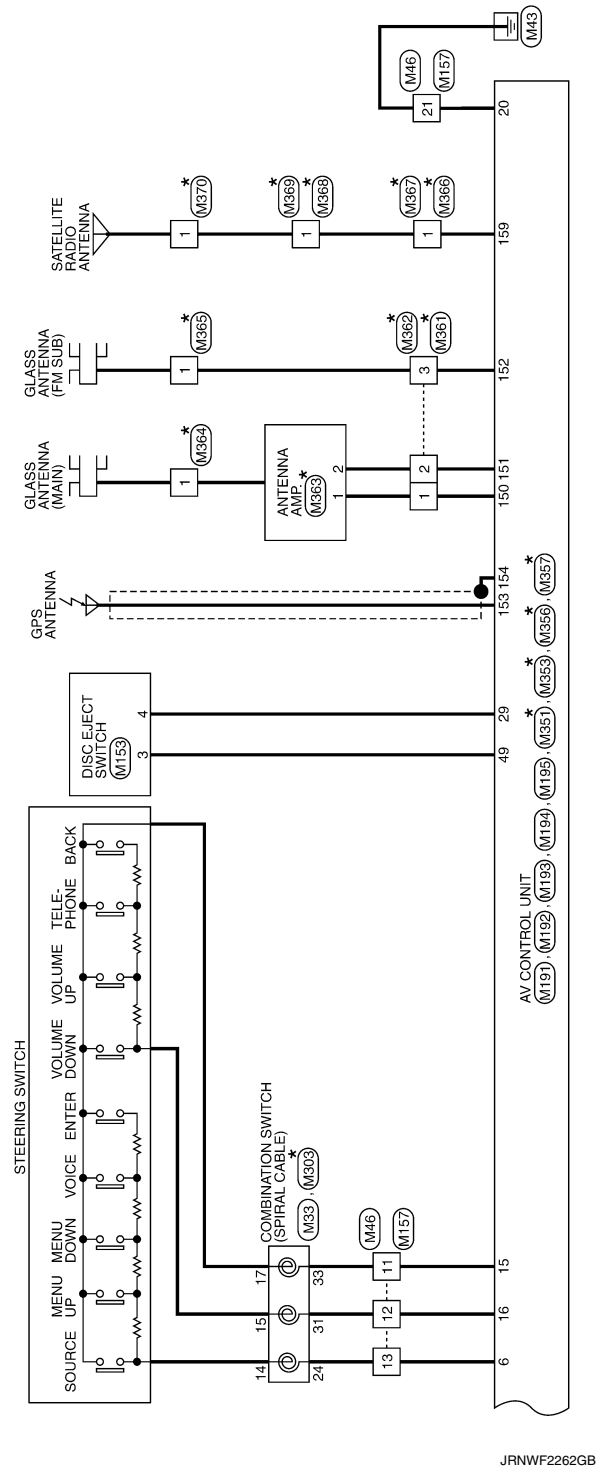 STEERING SWITCH
SOURCE
MENU
UP
MENU
DOWN
VOICE
ENTER
VOLUME
DOWN
VOLUME
UP
TELE-
PHONE
BACK
DISC EJECT
SWITCH
M153
3
4
GPS
ANTENNA
GLASS
ANTENNA
(MAIN)
1
*
M364
ANTENNA
AMP. *
M363
1
2
GLASS
ANTENNA
(FM SUB)
1
*
M365
SATELLITE
RADIO
ANTENNA
1
*
M370
1
*
M369
*
M368
1
*
M367
*
M366
1
2
3
*
M362
*
M361
COMBINATION SWITCH
(SPIRAL CABLE)
M33 , M303 *
14
15
17
24
31
33
13
12
11
M46
M157
21
M46
M157
M43
6
16
15
49
29
153
154
150
151
152
159
20
AV CONTROL UNIT
M191 , M192 , M193 , M194 , M195 , M351 * , M353 * , M356 * , M357 *
JRNWF2262GB